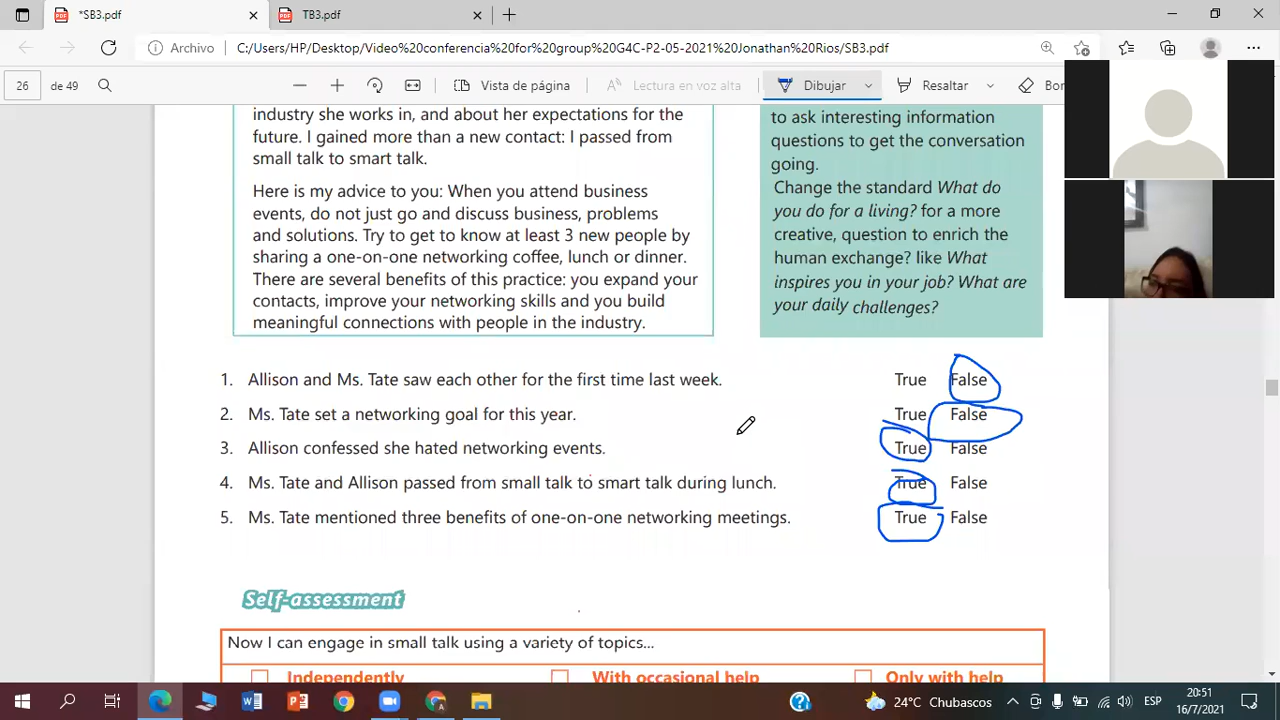 *SB3.pdf
TB3.pdf
Archivo C:/Users/HP/Desktop/Video%20conferencia%20for%20group%20G4C-P2-05-2021%20Jonathan%20Rios/SB3.pdf
26 de 49 Vista de página Lectura en voz alta Dibujar Resaltar Bor
industry she works in, and about her expectations for the
future. I gained more than a new contact: I passed from
small talk to smart talk.
Here is my advice to you: When you attend business
events, do not just go and discuss business, problems
and solutions. Try to get to know at least 3 new people by
sharing a one-on-one networking coffee, lunch or dinner.
There are several benefits of this practice: you expand your
contacts, improve your networking skills and you build
meaningful connections with people in the industry.
to ask interesting information
questions to get the conversation
going.
Change the standard What do
you do for a living? for a more
creative, question to enrich the
human exchange? like What
inspires you in your job? What are
your daily challenges?
1. Allison and Ms. Tate saw each other for the first time last week. True False
2. Ms. Tate set a networking goal for this year. True False
3. Allison confessed she hated networking events. True False
4. Ms. Tate and Allison passed from small talk to smart talk during lunch. True False
5. Ms. Tate mentioned three benefits of one-on-one networking meetings. True False
Self-assessment
Now I can engage in small talk using a variety of topics...
Independently With occasional help Only with help
24°C Chubascos ESP 20:51
16/7/2021